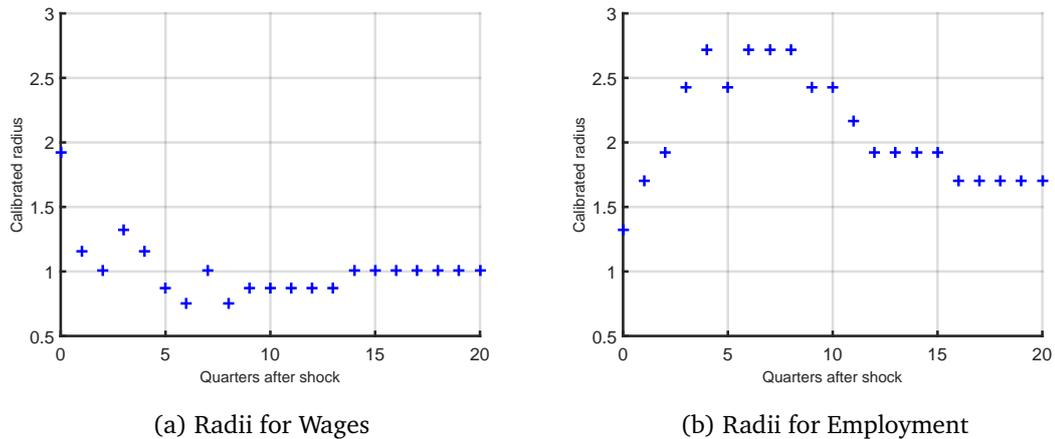 3
2.5
2
1.5
1
0.5
Calibrated radius
0 5 10 15 20
Quarters after shock
(a) Radii for Wages
3
2.5
2
1.5
1
0.5
Calibrated radius
0 5 10 15 20
Quarters after shock
(b) Radii for Employment